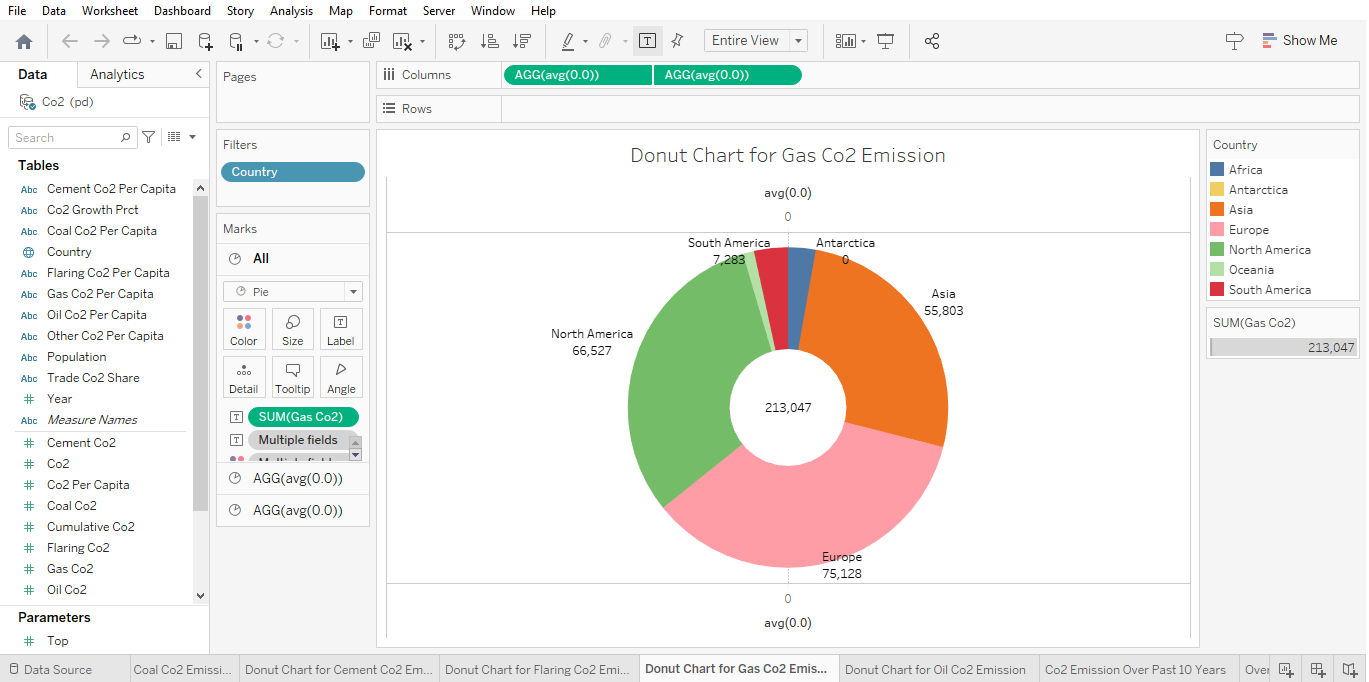 File Data Worksheet Dashboard Story Analysis Map Format Server Window Help
Entire View
Show Me
Data Analytics
Co2 (pd)
Search
Tables
Abc Cement Co2 Per Capita
Abc Co2 Growth Prct
Abc Coal Co2 Per Capita
Country
Abc Flaring Co2 Per Capita
Abc Gas Co2 Per Capita
Abc Oil Co2 Per Capita
Abc Other Co2 Per Capita
Abc Population
Abc Trade Co2 Share
# Year
Abc Measure Names
# Cement Co2
# Co2
# Co2 Per Capita
# Coal Co2
# Cumulative Co2
# Flaring Co2
# Gas Co2
# Oil Co2
Parameters
# Top
Pages
Filters
Country
Marks
All
Pie
Color Size Label
Detail Tooltip Angle
SUM(Gas Co2)
Multiple fields
AGG(avg(0.0))
AGG(avg(0.0))
Columns AGG(avg(0.0)) AGG(avg(0.0))
Rows
Donut Chart for Gas Co2 Emission
avg(0.0)
0
South America
7,283
Antarctica
0
Asia
55,803
North America
66,527
213,047
Europe
75,128
0
avg(0.0)
Country
Africa
Antarctica
Asia
Europe
North America
Oceania
South America
SUM(Gas Co2)
213,047
Data Source Coal Co2 Emissi... Donut Chart for Cement Co2 Em... Donut Chart for Flaring Co2 Emi... Donut Chart for Gas Co2 Emis... Donut Chart for Oil Co2 Emission Co2 Emission Over Past 10 Years Over